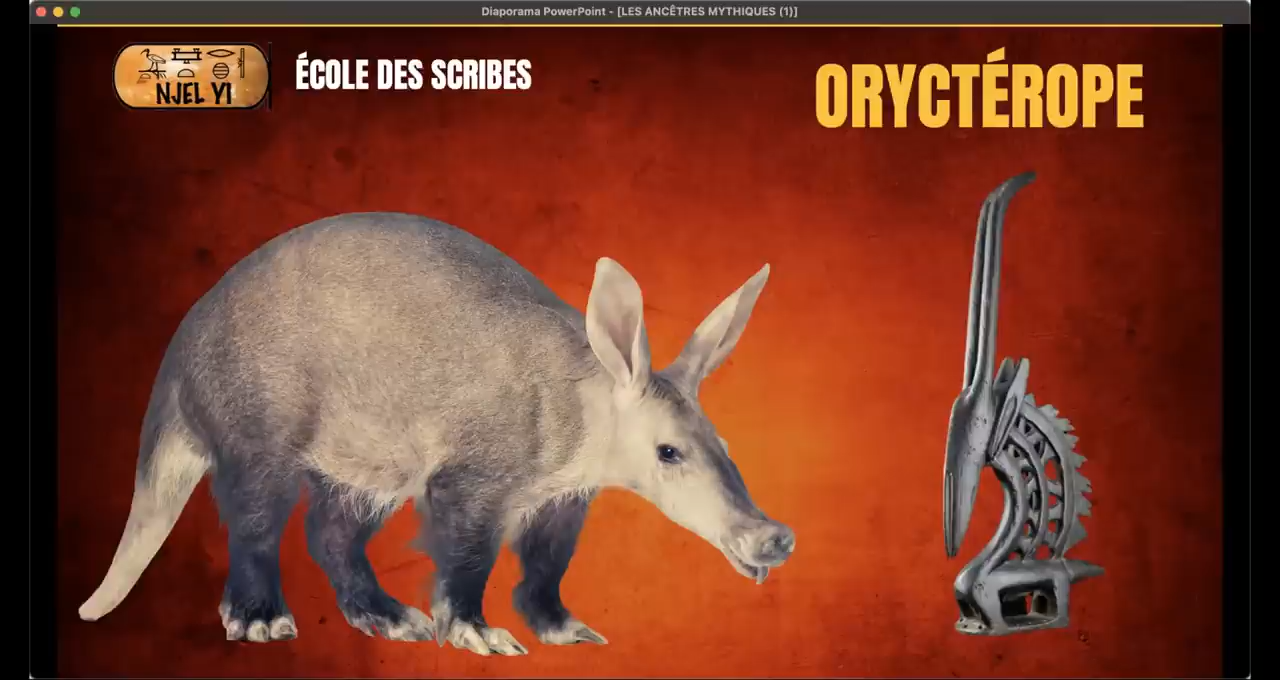 Diaporama PowerPoint - [LES ANCÊTRES MYTHIQUES (1)]
NJEL YI
ÉCOLE DES SCRIBES
ORYCTÉROPE